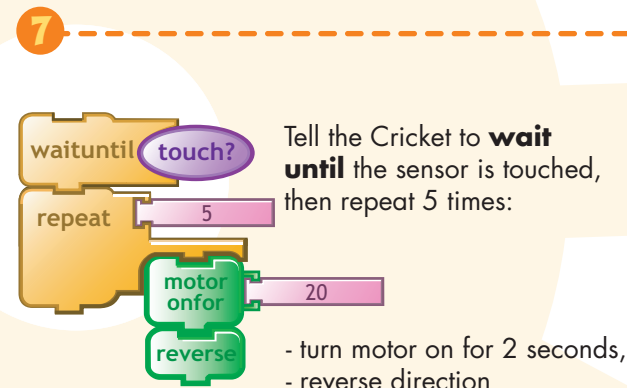 7
waituntil touch?
Tell the Cricket to wait
until the sensor is touched,
then repeat 5 times:
repeat 5
motor
onfor 20
reverse
- turn motor on for 2 seconds,
- reverse direction